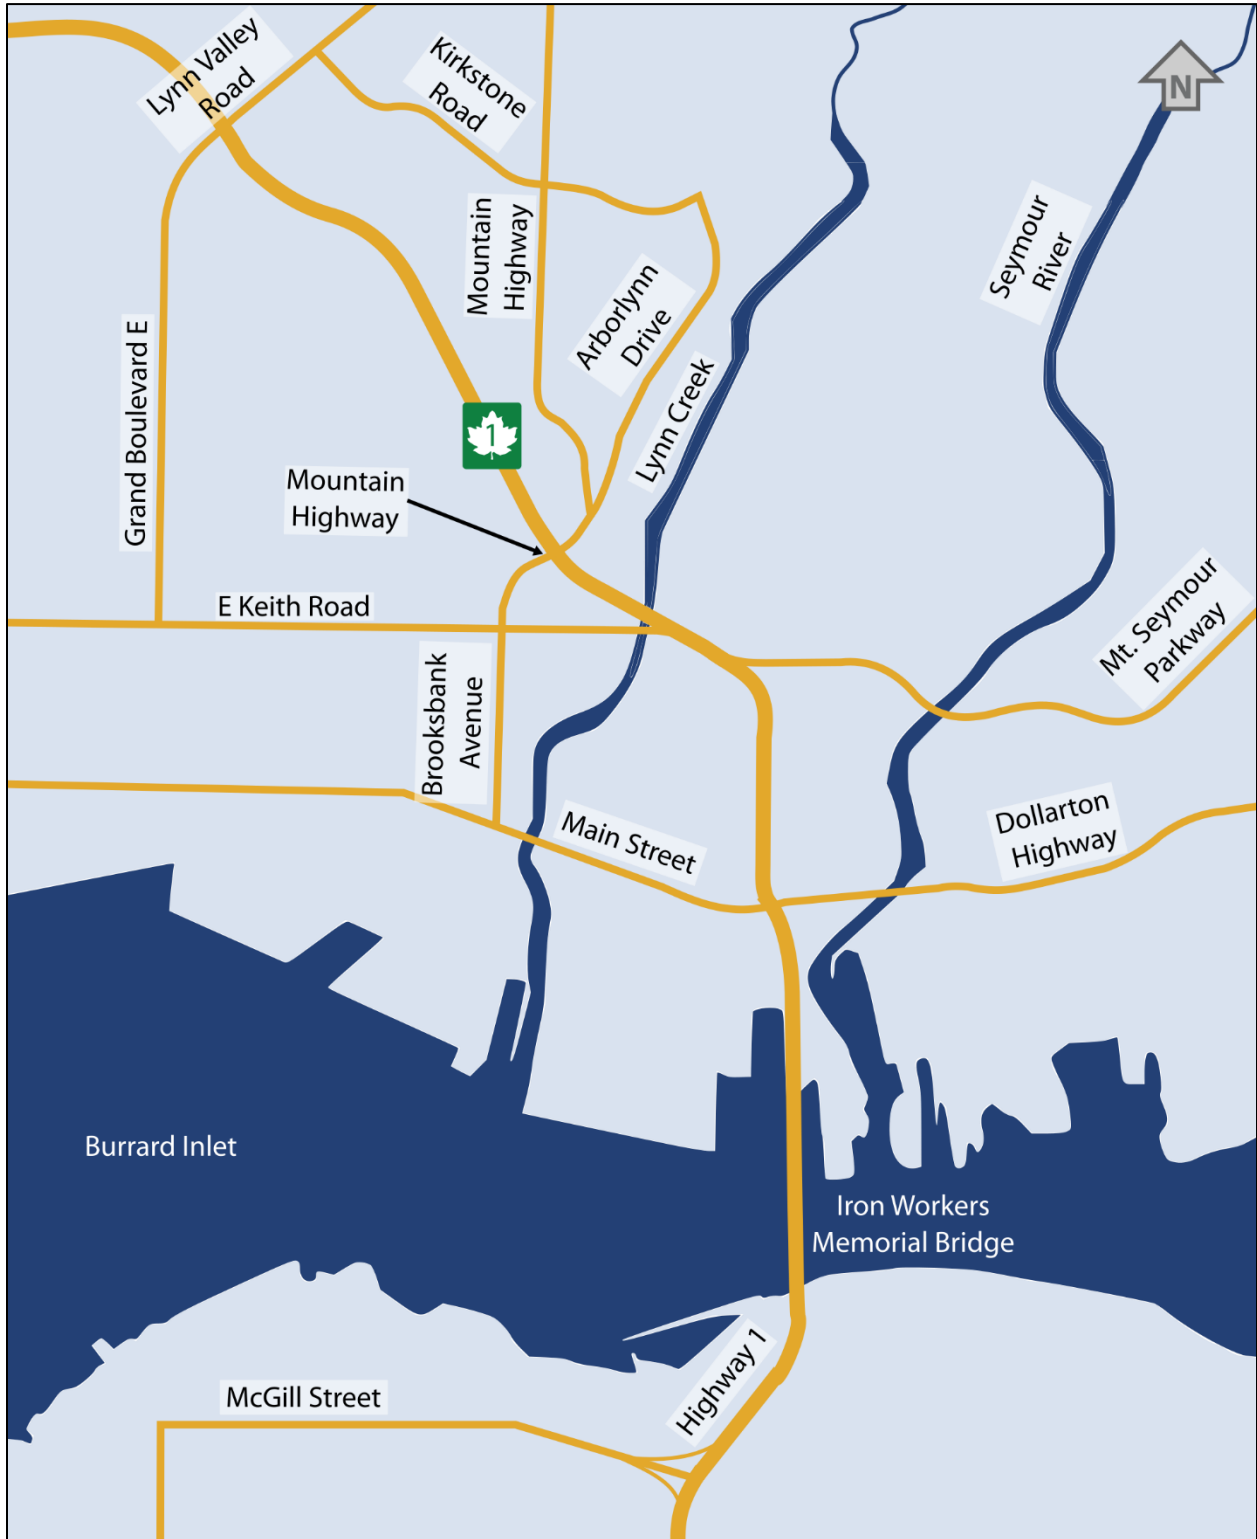 Lynn Valley
Road
Kirkstone
Road
N
Mountain
Highway
Seymour
River
Arborlynn
Drive
Grand Boulevard E
Lynn Creek
1
Mountain
Highway
E Keith Road
Mt. Seymour
Parkway
Brooksbank
Avenue
Main Street
Dollarton
Highway
Burrard Inlet
Iron Workers
Memorial Bridge
Highway 1
McGill Street